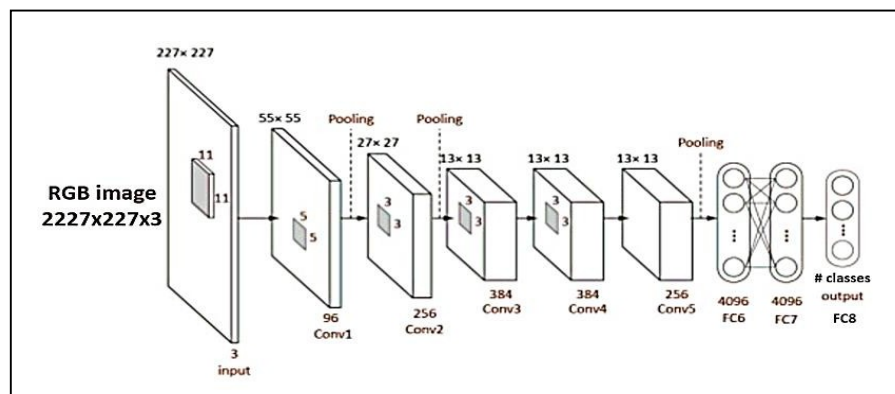 RGB image
2227x227x3
227× 227
11
11
3
input
55× 55
5
5
96
Conv1
Pooling
27× 27
3
3
256
Conv2
Pooling
13× 13
3
3
384
Conv3
13× 13
3
3
384
Conv4
13× 13
256
Conv5
Pooling
4096
FC6
4096
FC7
# classes
output
FC8